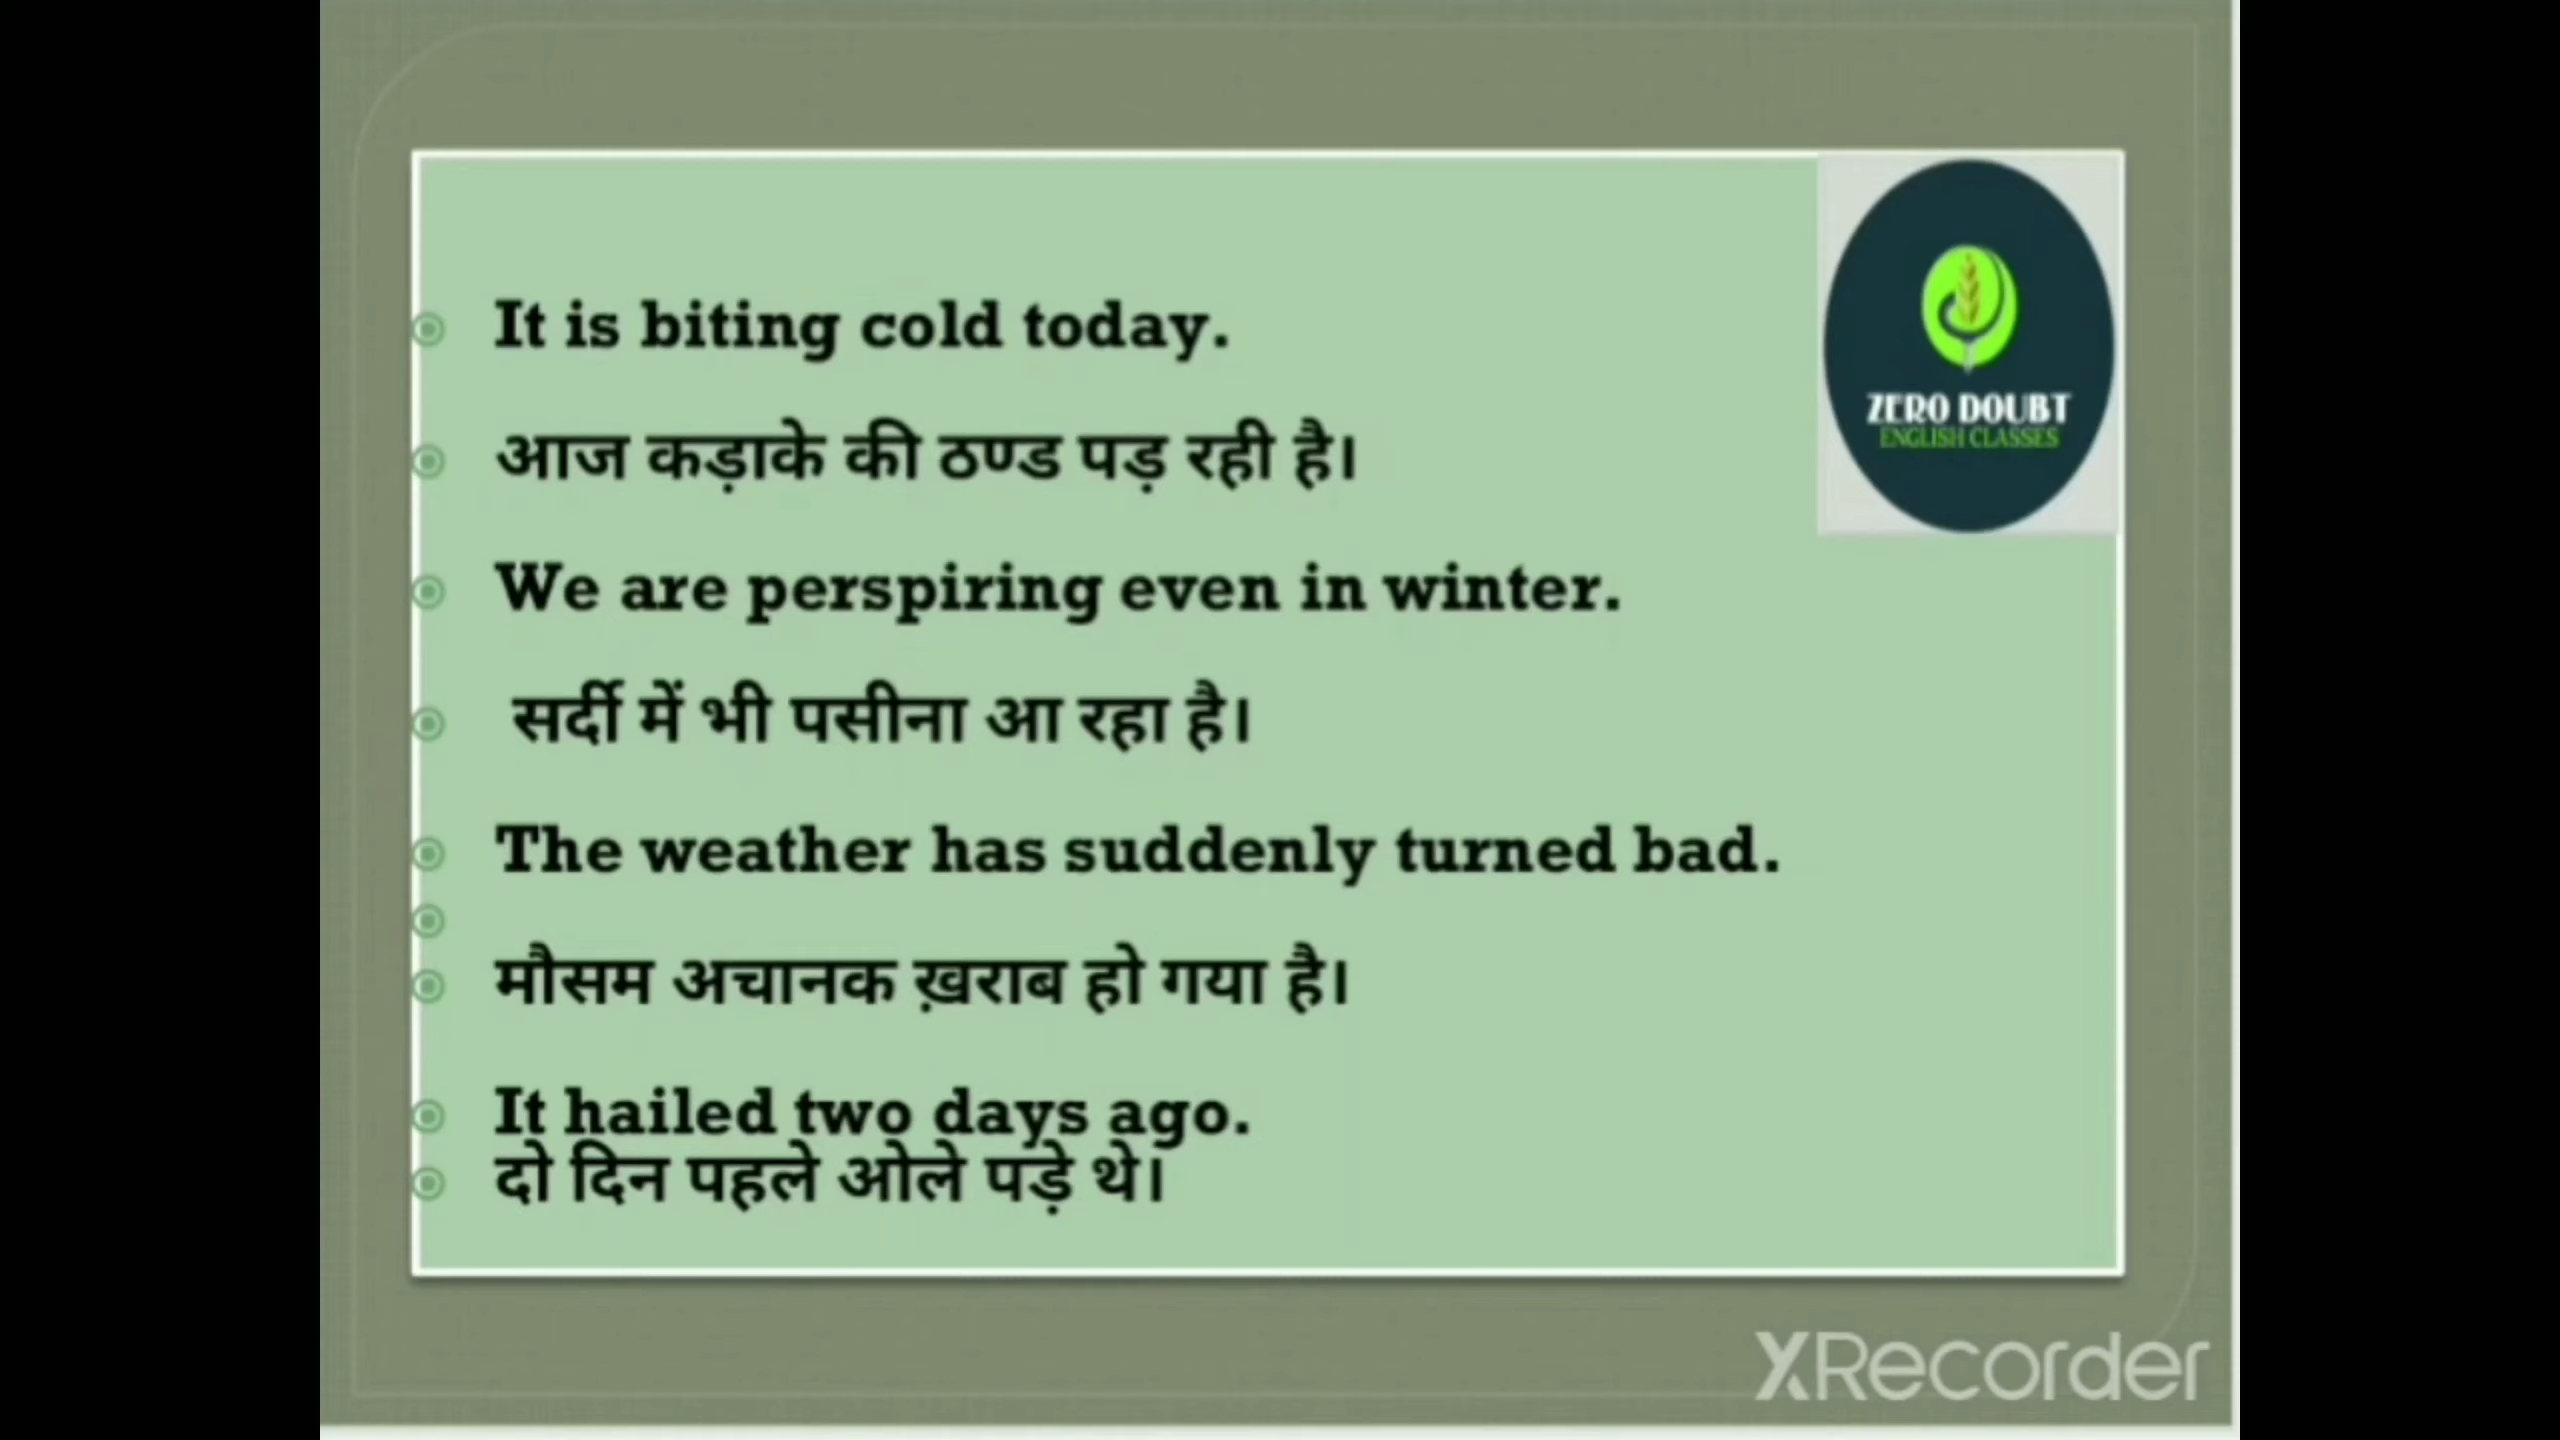 It is biting cold today.
आज कड़ाके की ठण्ड पड़ रही है।
We are perspiring even in winter.
सर्दी में भी पसीना आ रहा है।
The weather has suddenly turned bad.
मौसम अचानक ख़राब हो गया है।
It hailed two days ago.
दो दिन पहले ओले पड़े थे।
ZERO DOUBT
ENGLISH CLASSES
XRecorder